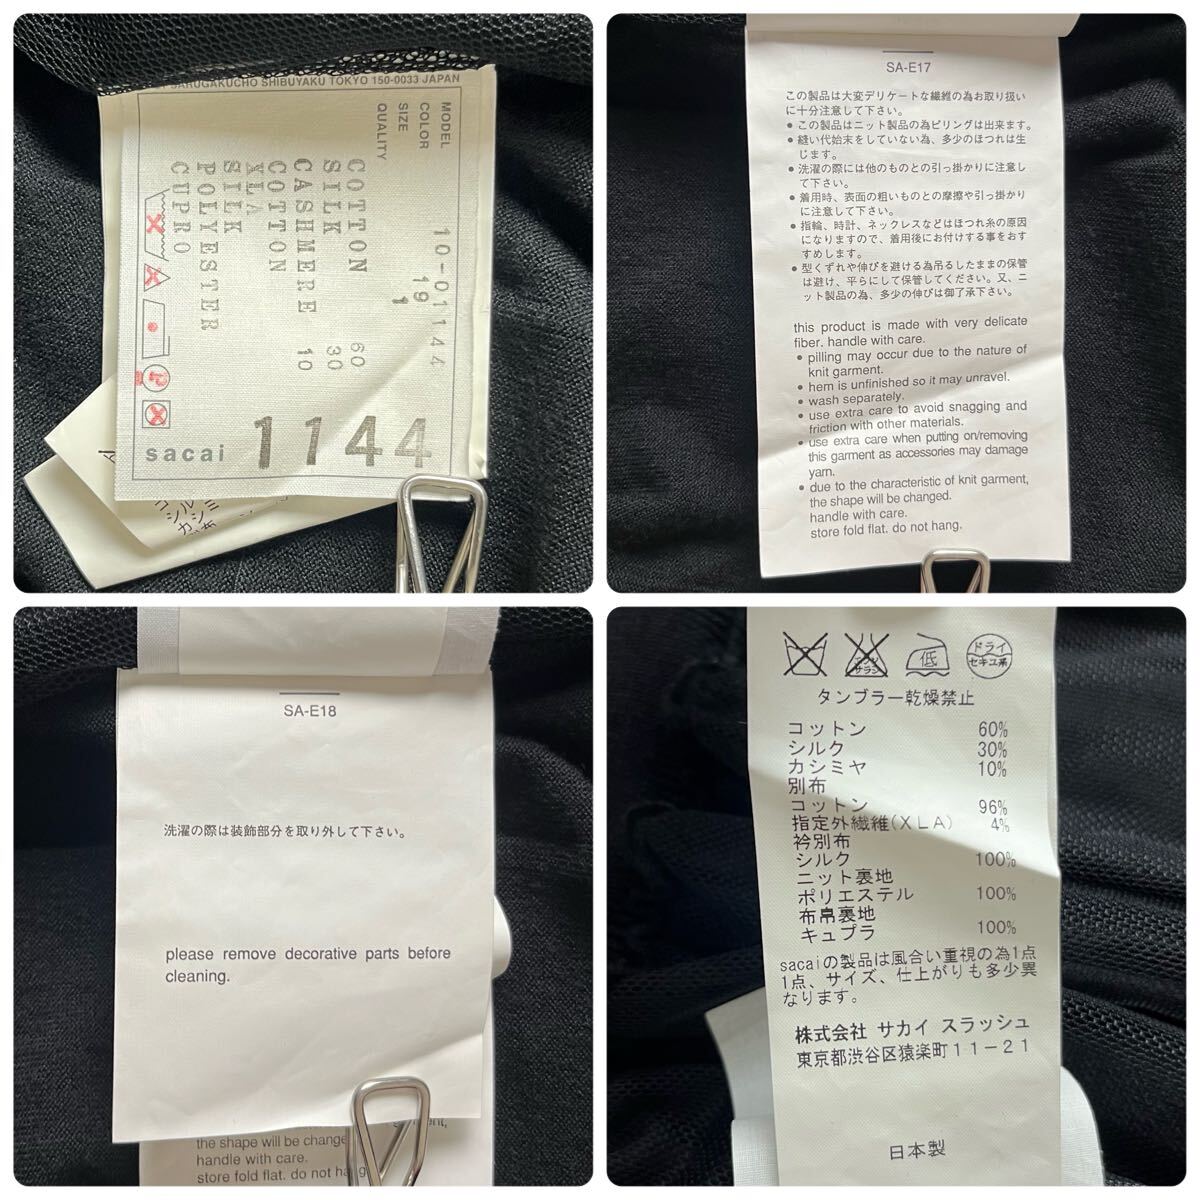 SARUGAKUCHO SHIBUYAKU TOKYO 150-0033 JAPAN
MODEL 10-01144
COLOR 19
SIZE 1
QUALITY
COTTON 60
SILK 30
CASHMERE 10
COTTON
XLA
SILK
POLYESTER
CUPRO
sacai 1144
シル
カシミ
SA-E17
この製品は大変デリケートな繊維の為お取り扱い
に十分注意して下さい。
● この製品はニット製品の為ピリングは出来ます。
● 縫い代始末をしていない為、多少のほつれは生
じます。
● 洗濯の際には他のものとの引っ掛かりに注意し
て下さい。
● 着用時、表面の粗いものとの摩擦や引っ掛かり
に注意して下さい。
● 指輪、時計、ネックレスなどはほつれ糸の原因
になりますので、着用後にお付けする事をおす
すめします。
● 型くずれや伸びを避ける為吊るしたままの保管
は避け、平らにして保管してください。又、ニ
ット製品の為、多少の伸びは御了承下さい。
this product is made with very delicate
fiber. handle with care.
● pilling may occur due to the nature of
knit garment.
● hem is unfinished so it may unravel.
● wash separately.
● use extra care to avoid snagging and
friction with other materials.
● use extra care when putting on/removing
this garment as accessories may damage
yarn.
● due to the characteristic of knit garment,
the shape will be changed.
handle with care.
store fold flat. do not hang.
SA-E18
洗濯の際は装飾部分を取り外して下さい。
please remove decorative parts before
cleaning.
the shape will be change
handle with care.
store fold flat. do not hang.
エンソ
サラシ
低
ドライ
セキユ系
タンブラー乾燥禁止
コットン 60%
シルク 30%
カシミヤ 10%
別布
コットン 96%
指定外繊維(XLA) 4%
衿別布
シルク 100%
ニット裏地
ポリエステル 100%
布帛裏地
キュプラ 100%
sacaiの製品は風合い重視の為1点
1点、サイズ、仕上がりも多少異
なります。
株式会社 サカイ スラッシュ
東京都渋谷区猿楽町11－21
日本製